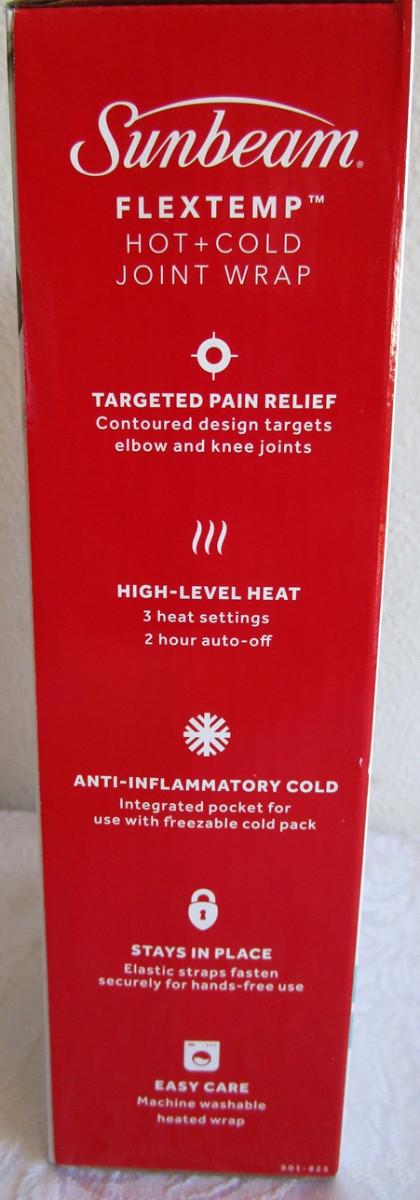 Sunbeam®
FLEXTEMP™
HOT+COLD
JOINT WRAP
TARGETED PAIN RELIEF
Contoured design targets
elbow and knee joints
HIGH-LEVEL HEAT
3 heat settings
2 hour auto-off
ANTI-INFLAMMATORY COLD
Integrated pocket for
use with freezable cold pack
STAYS IN PLACE
Elastic straps fasten
securely for hands-free use
EASY CARE
Machine washable
heated wrap
901-825